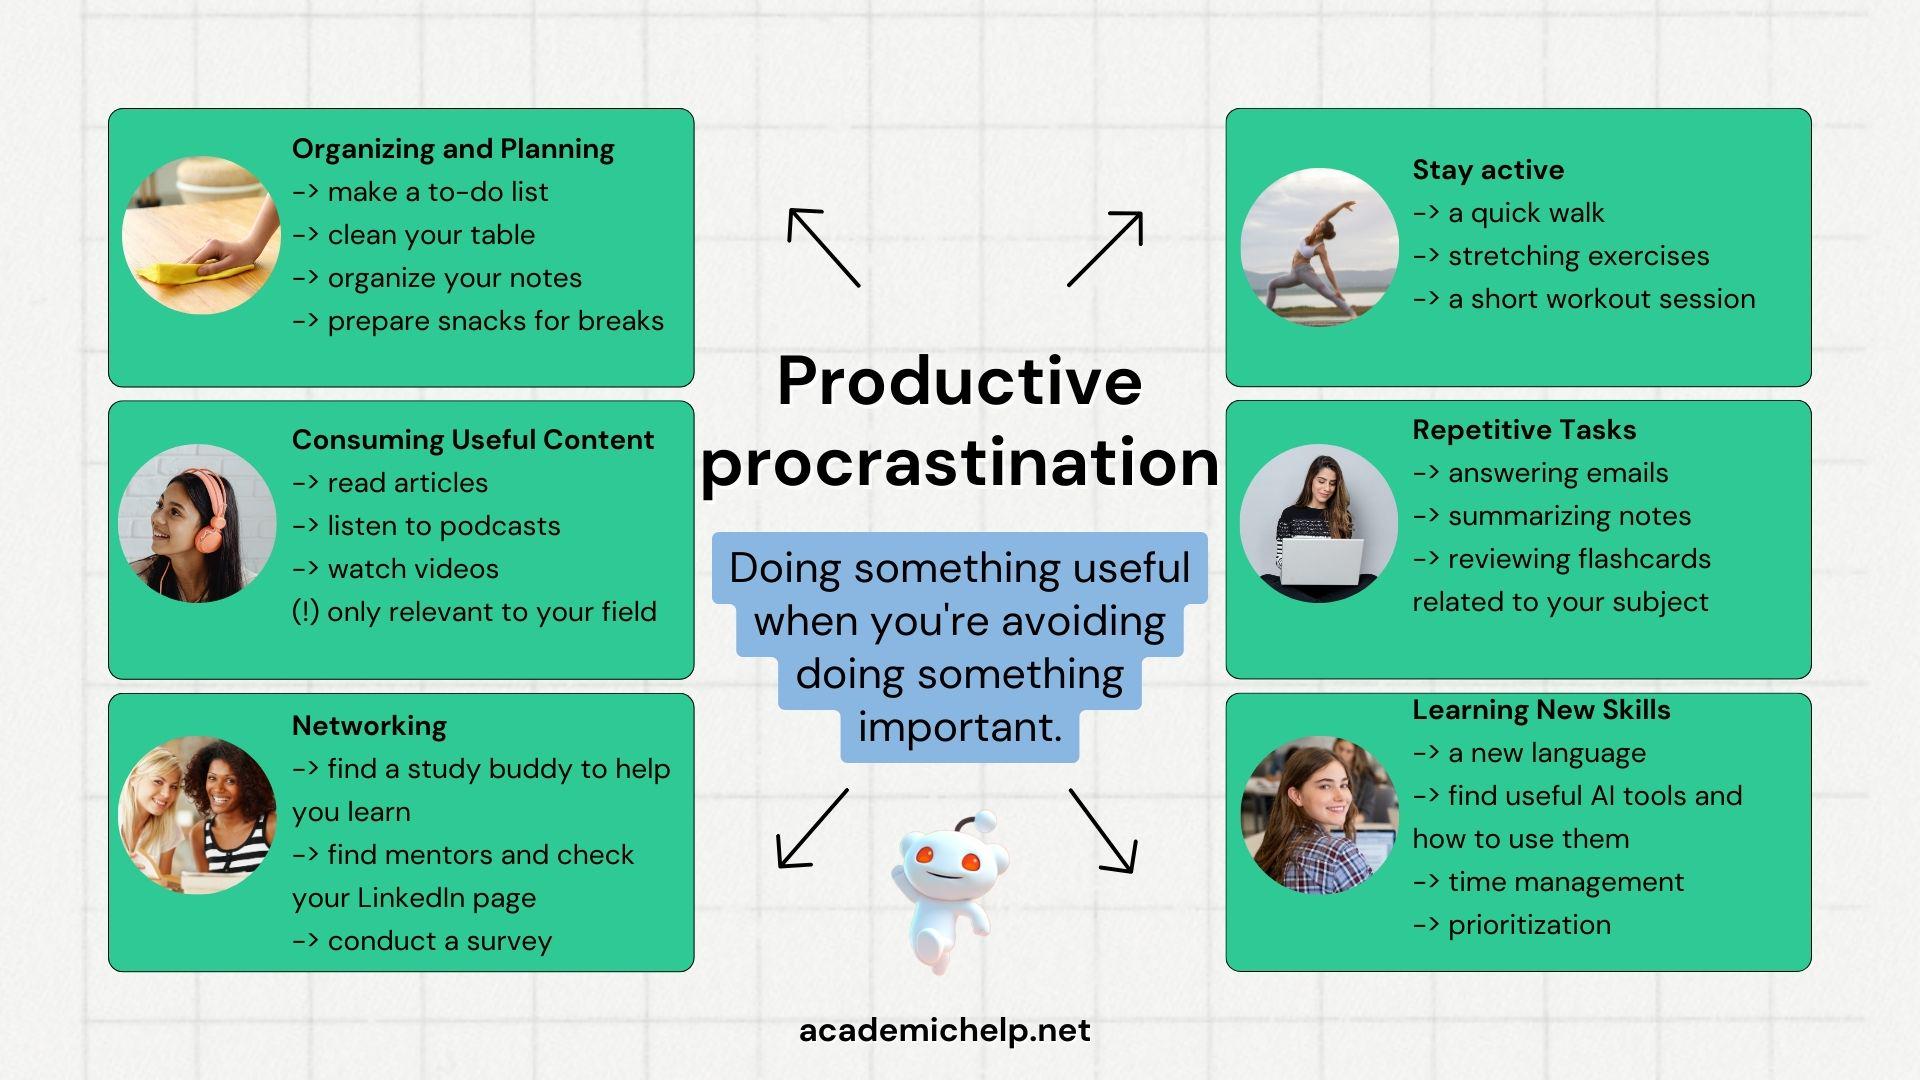 Organizing and Planning
-> make a to-do list
-> clean your table
-> organize your notes
-> prepare snacks for breaks
Consuming Useful Content
-> read articles
-> listen to podcasts
-> watch videos
(!) only relevant to your field
Networking
-> find a study buddy to help
you learn
-> find mentors and check
your LinkedIn page
-> conduct a survey
Productive
procrastination
Doing something useful
when you're avoiding
doing something
important.
Stay active
-> a quick walk
-> stretching exercises
-> a short workout session
Repetitive Tasks
-> answering emails
-> summarizing notes
-> reviewing flashcards
related to your subject
Learning New Skills
-> a new language
-> find useful AI tools and
how to use them
-> time management
-> prioritization
academichelp.net